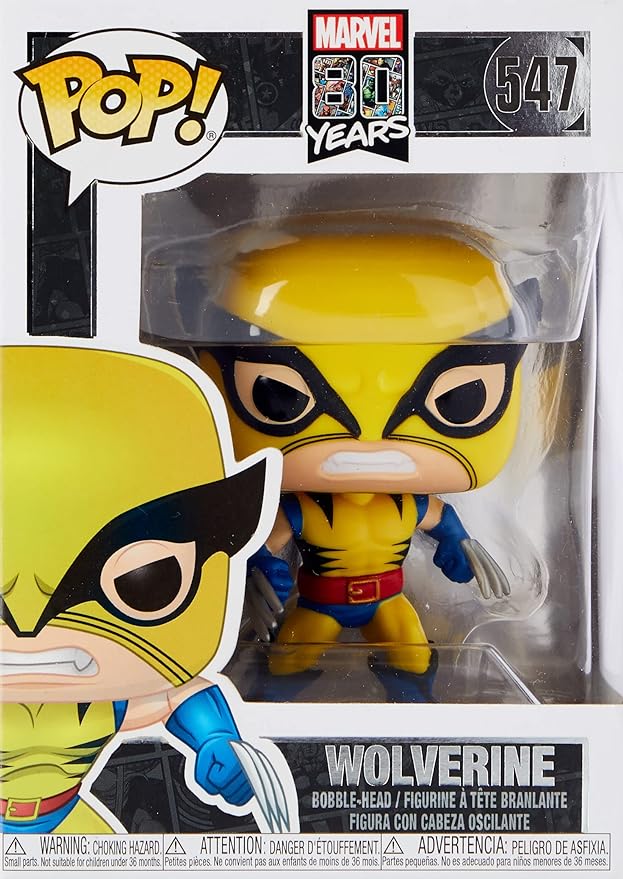 POP!®
MARVEL
80
YEARS
547
WOLVERINE
BOBBLE-HEAD / FIGURINE À TÊTE BRANLANTE
FIGURA CON CABEZA OSCILANTE
WARNING: CHOKING HAZARD.
Small parts. Not suitable for children under 36 months.
ATTENTION: DANGER D'ÉTOUFFEMENT.
Petites pièces. Ne convient pas aux enfants de moins de 36 mois.
ADVERTENCIA: PELIGRO DE ASFIXIA.
Partes pequeñas. No es adecuado para niños menores de 36 meses.